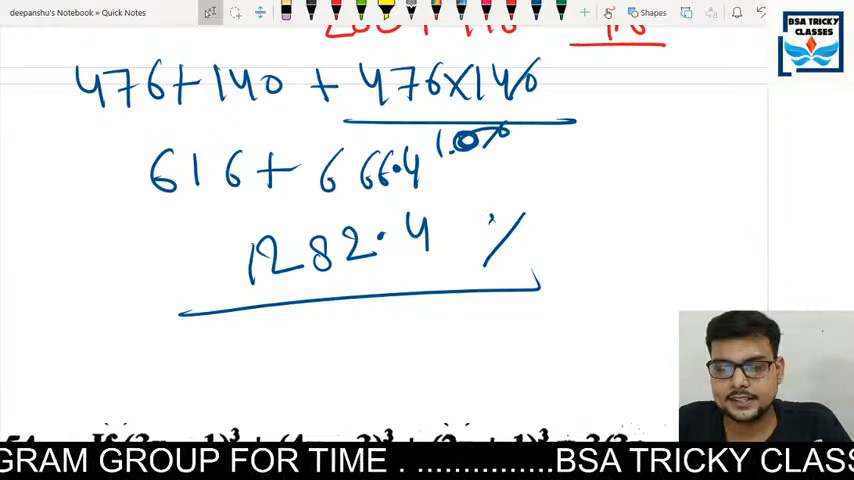 deepanshu's Notebook » Quick Notes
Shapes
BSA TRICKY
CLASSES
476+140 + 476×140
100
616+ 666.4
1282.4 %
GRAM GROUP FOR TIME . ...............BSA TRICKY CLASS